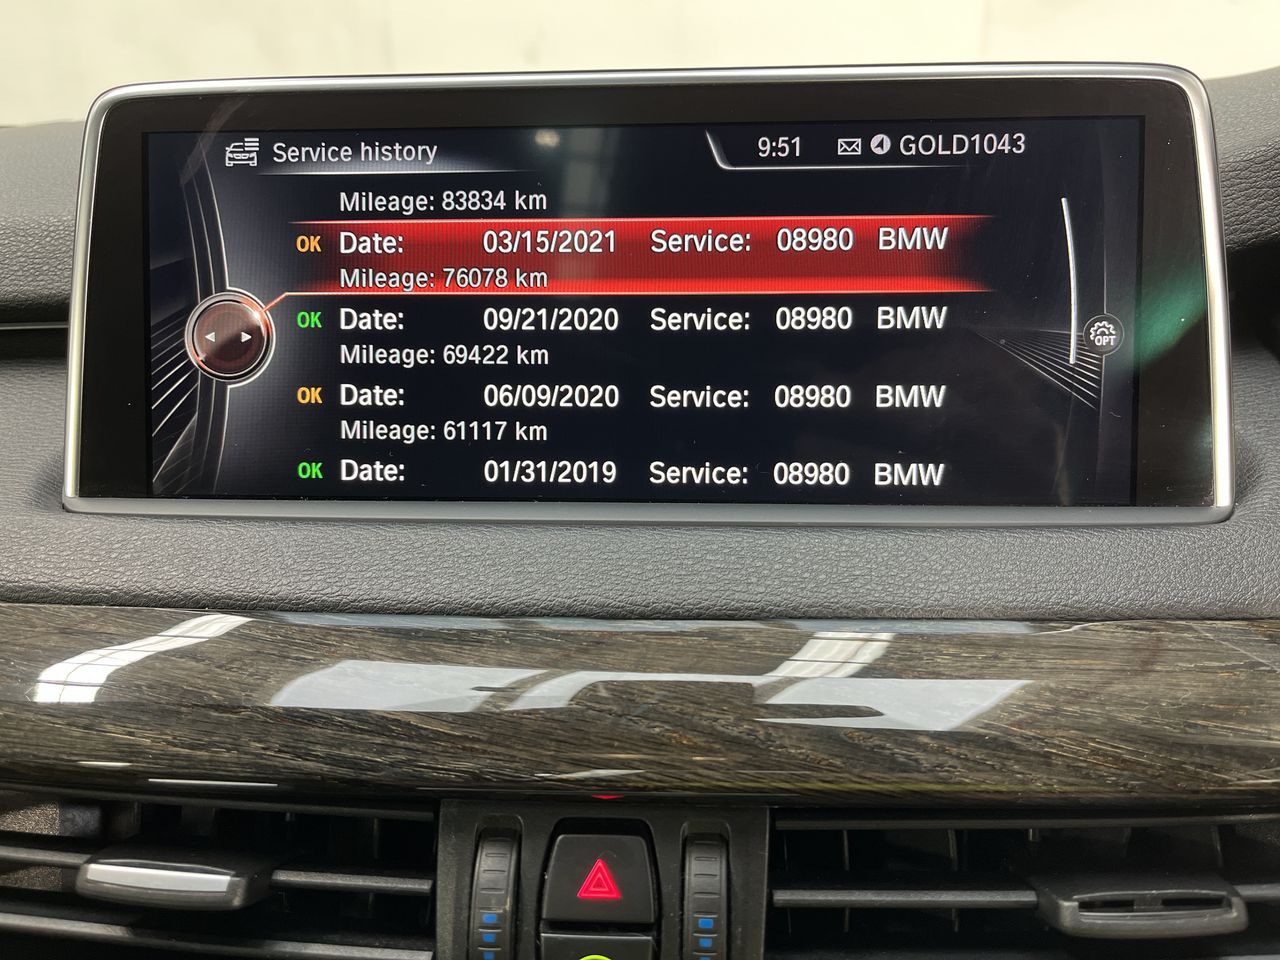 Service history 9:51 GOLD1043
Mileage: 83834 km
OK Date: 03/15/2021 Service: 08980 BMW
Mileage: 76078 km
OK Date: 09/21/2020 Service: 08980 BMW
Mileage: 69422 km
OK Date: 06/09/2020 Service: 08980 BMW
Mileage: 61117 km
OK Date: 01/31/2019 Service: 08980 BMW
OPT